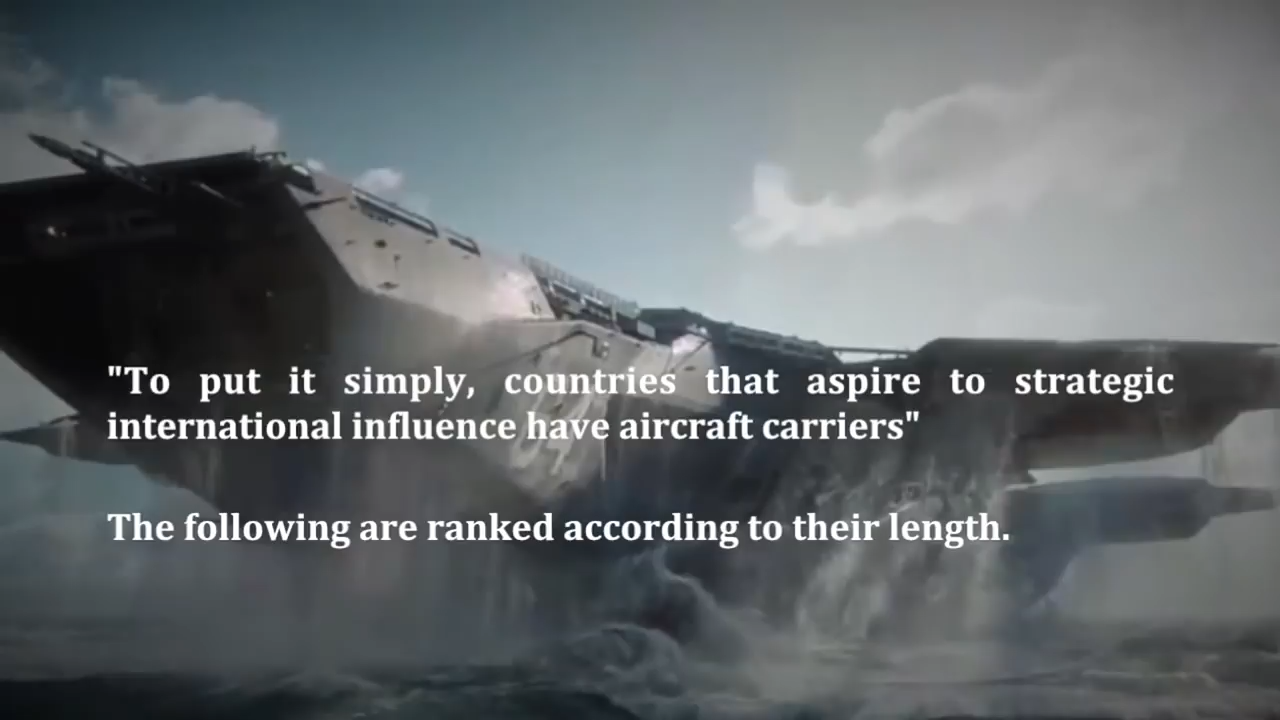 "To put it simply, countries that aspire to strategic
international influence have aircraft carriers"
The following are ranked according to their length.